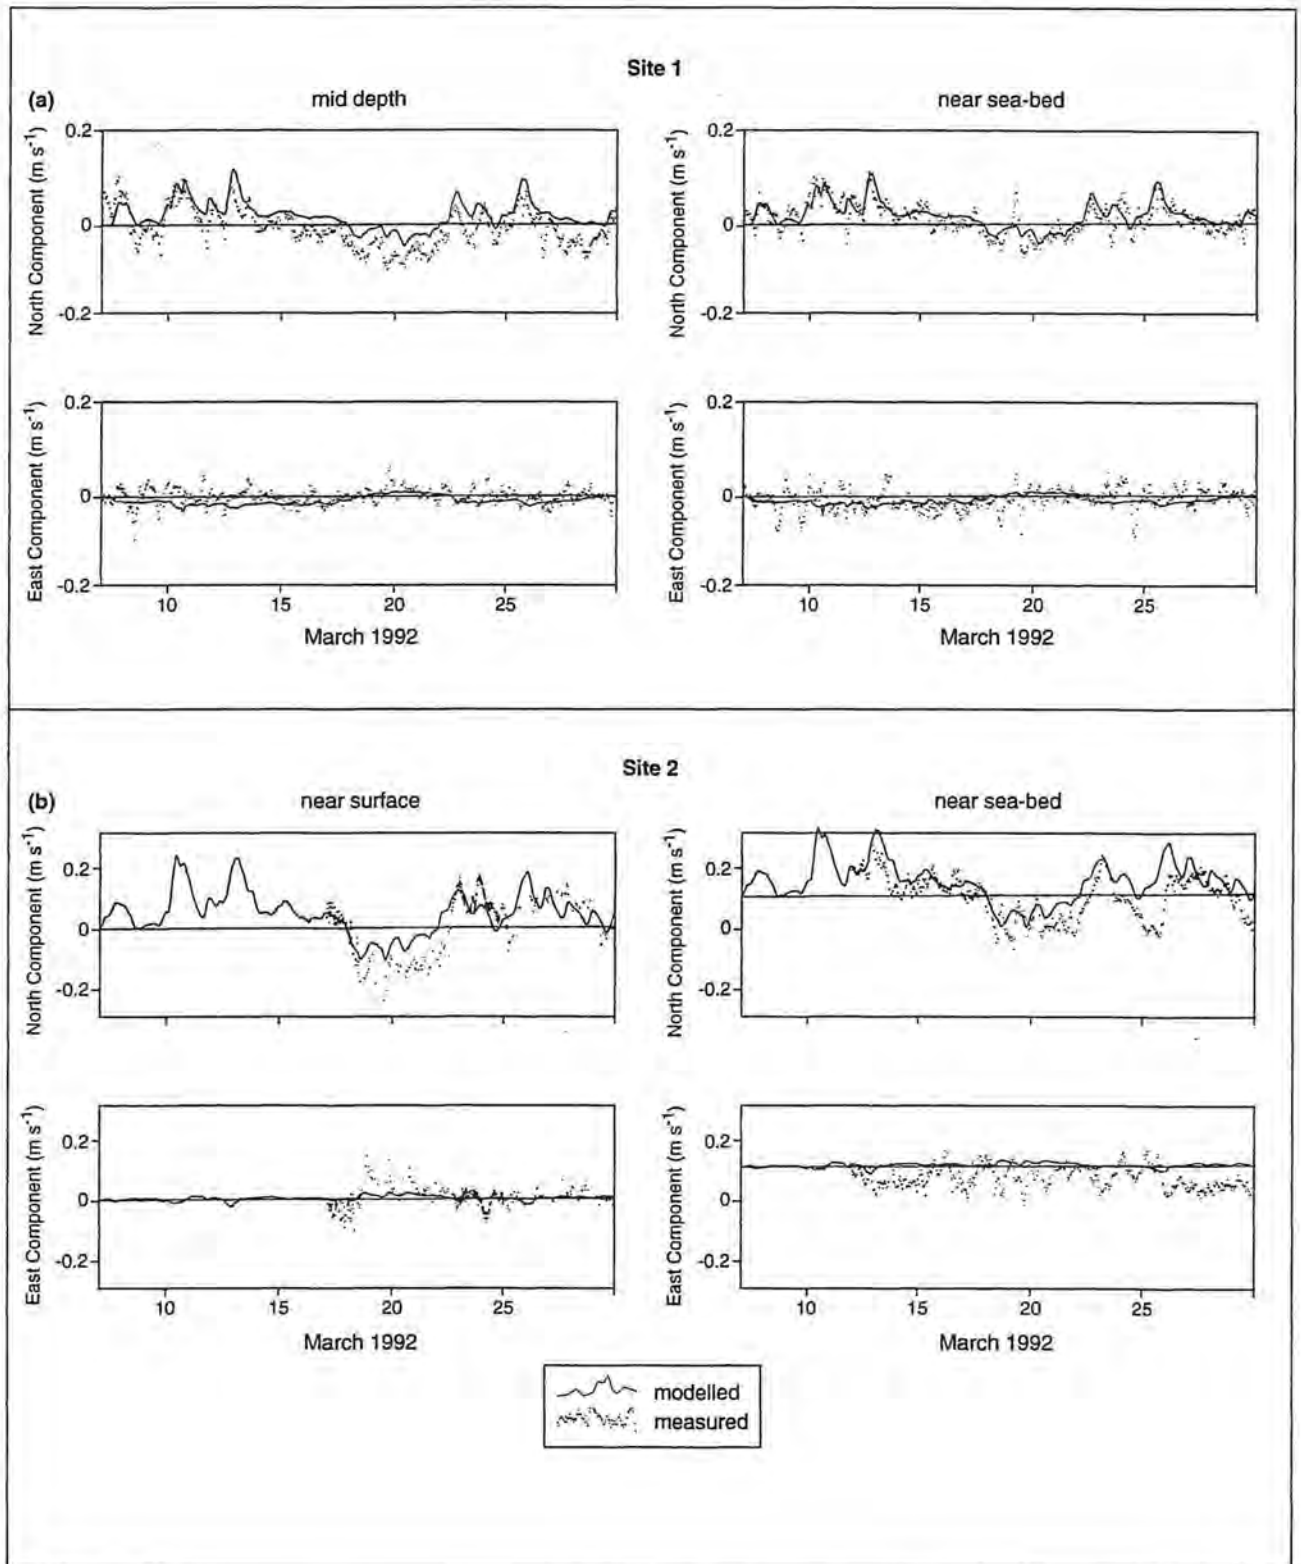 Site 1
(a)
mid depth
near sea-bed
North Component (m s⁻¹)
0.2
0
-0.2
North Component (m s⁻¹)
0.2
0
-0.2
East Component (m s⁻¹)
0.2
0
-0.2
10 15 20 25
March 1992
East Component (m s⁻¹)
0.2
0
-0.2
10 15 20 25
March 1992
Site 2
(b)
near surface
near sea-bed
North Component (m s⁻¹)
0.2
0
-0.2
North Component (m s⁻¹)
0.2
0
-0.2
East Component (m s⁻¹)
0.2
0
-0.2
10 15 20 25
March 1992
East Component (m s⁻¹)
0.2
0
-0.2
10 15 20 25
March 1992
modelled
measured